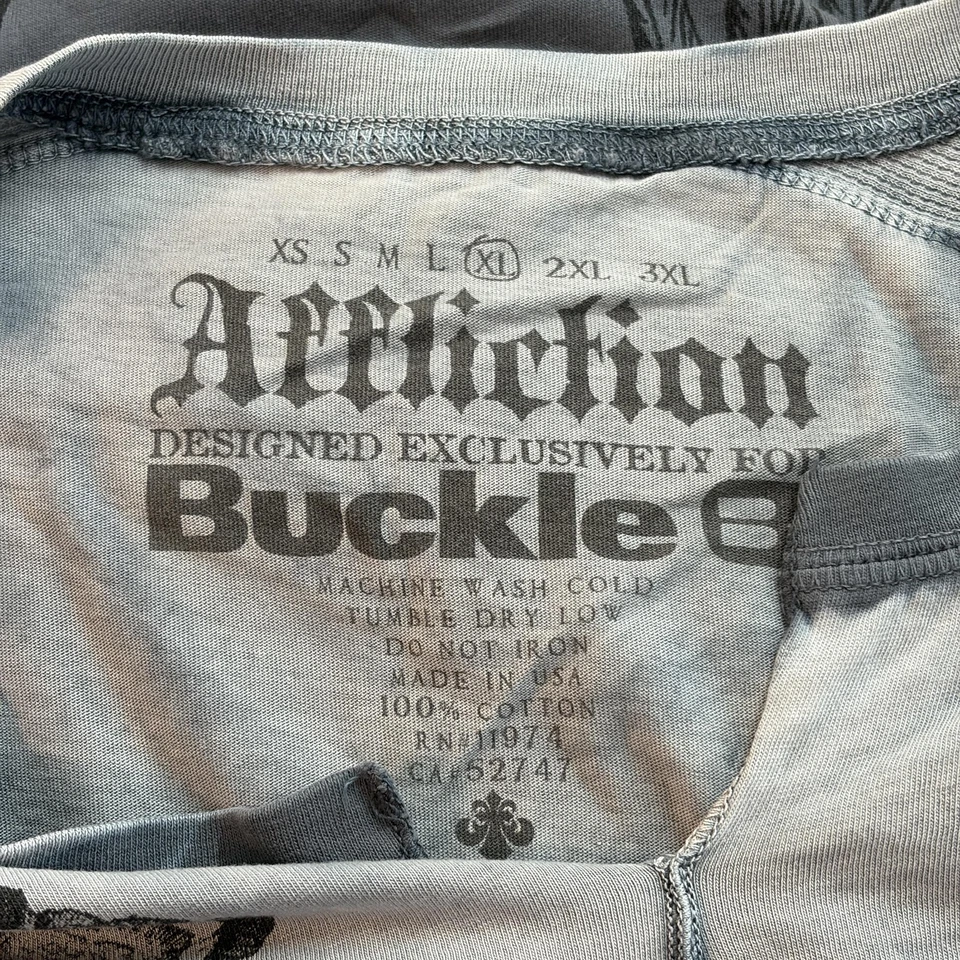 XS S M L XL 2XL 3XL
Affliction
DESIGNED EXCLUSIVELY FOR
Buckle B
MACHINE WASH COLD
TUMBLE DRY LOW
DO NOT IRON
MADE IN USA
100% COTTON
RN#11974
CA#52747